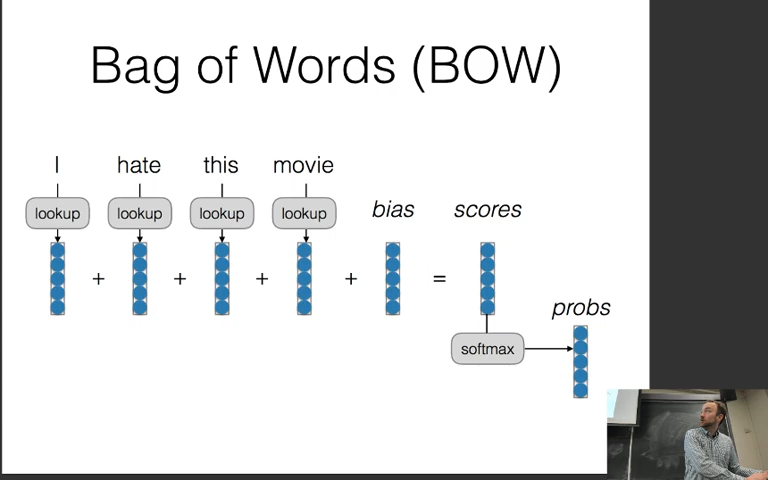 Bag of Words (BOW)
I hate this movie
lookup lookup lookup lookup
bias scores
+ + + + =
probs
softmax